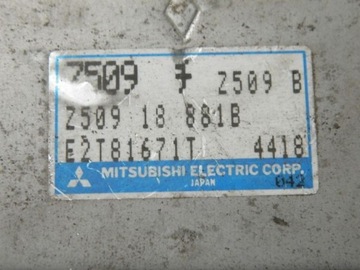 Z509 Z509 B
Z509 18 881B
E2T81671T 4418
MITSUBISHI ELECTRIC CORP.
JAPAN 042